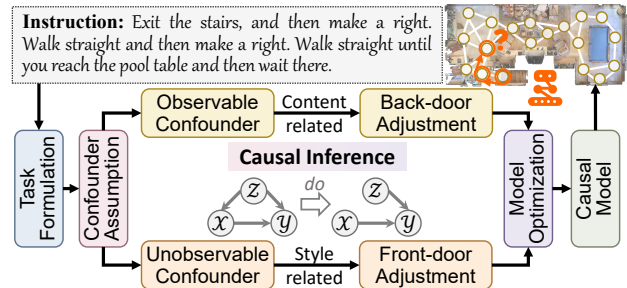 Instruction: Exit the stairs, and then make a right.
Walk straight and then make a right. Walk straight until
you reach the pool table and then wait there.
?
Task
Formulation
Confounder
Assumption
Observable
Confounder
Content
related
Back-door
Adjustment
Causal Inference
Z
X
Y
do
Z
X
Y
Unobservable
Confounder
Style
related
Front-door
Adjustment
Model
Optimization
Causal
Model